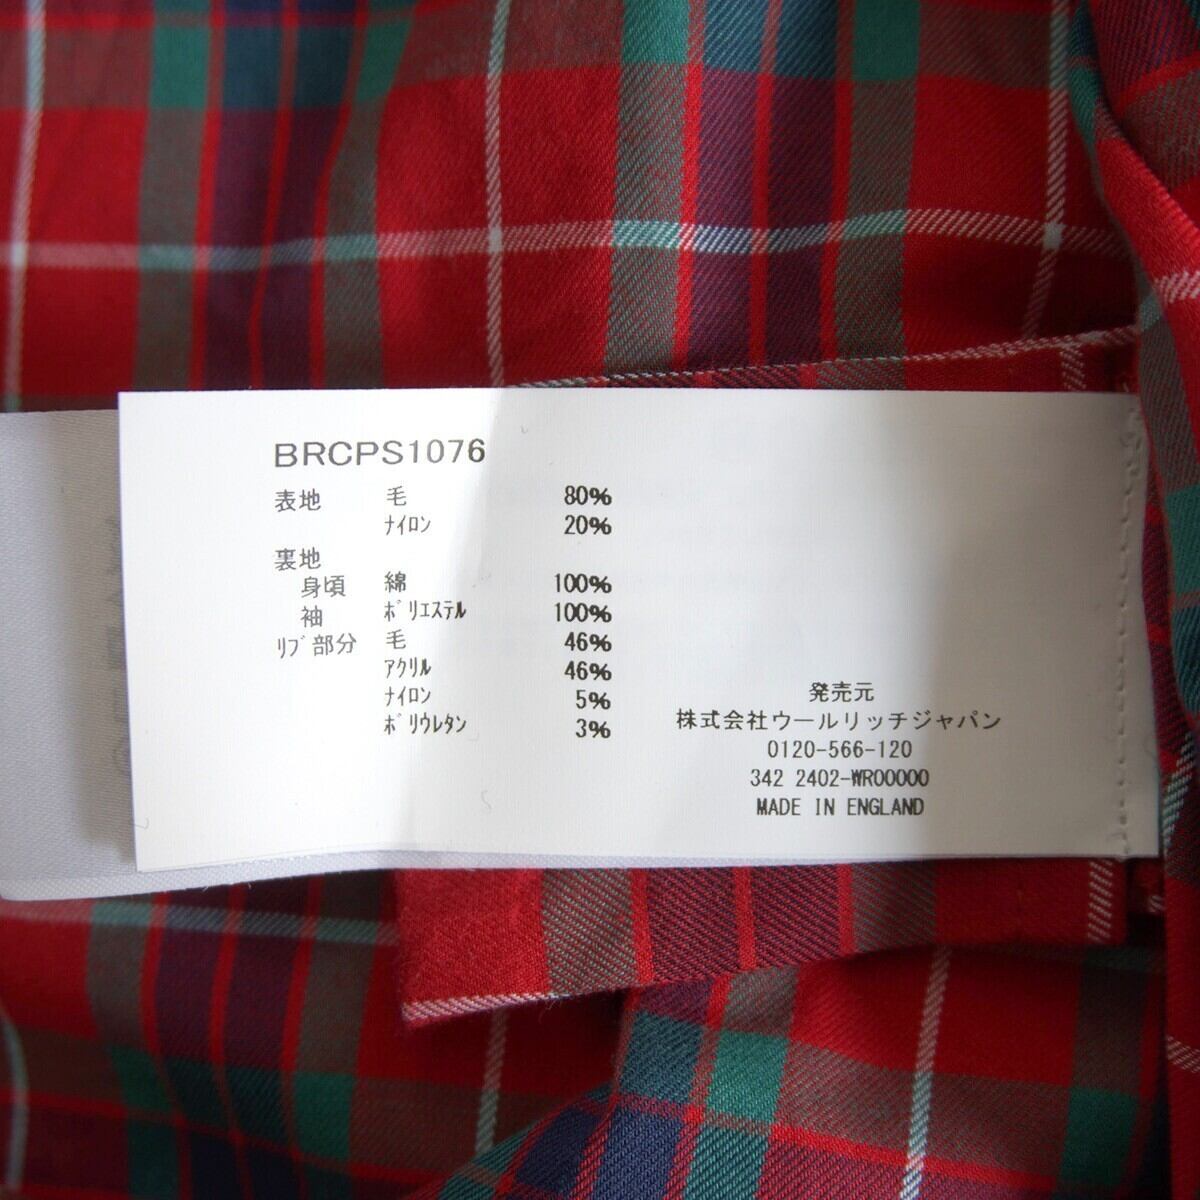 BRCPS1076
表地 毛 80%
ﾅｲﾛﾝ 20%
裏地
身頃 綿 100%
袖 ﾎﾟﾘｴｽﾃﾙ 100%
ﾘﾌﾞ部分 毛 46%
ｱｸﾘﾙ 46%
ﾅｲﾛﾝ 5%
ﾎﾟﾘｳﾚﾀﾝ 3%
発売元
株式会社ウールリッチジャパン
0120-566-120
342 2402-WR00000
MADE IN ENGLAND